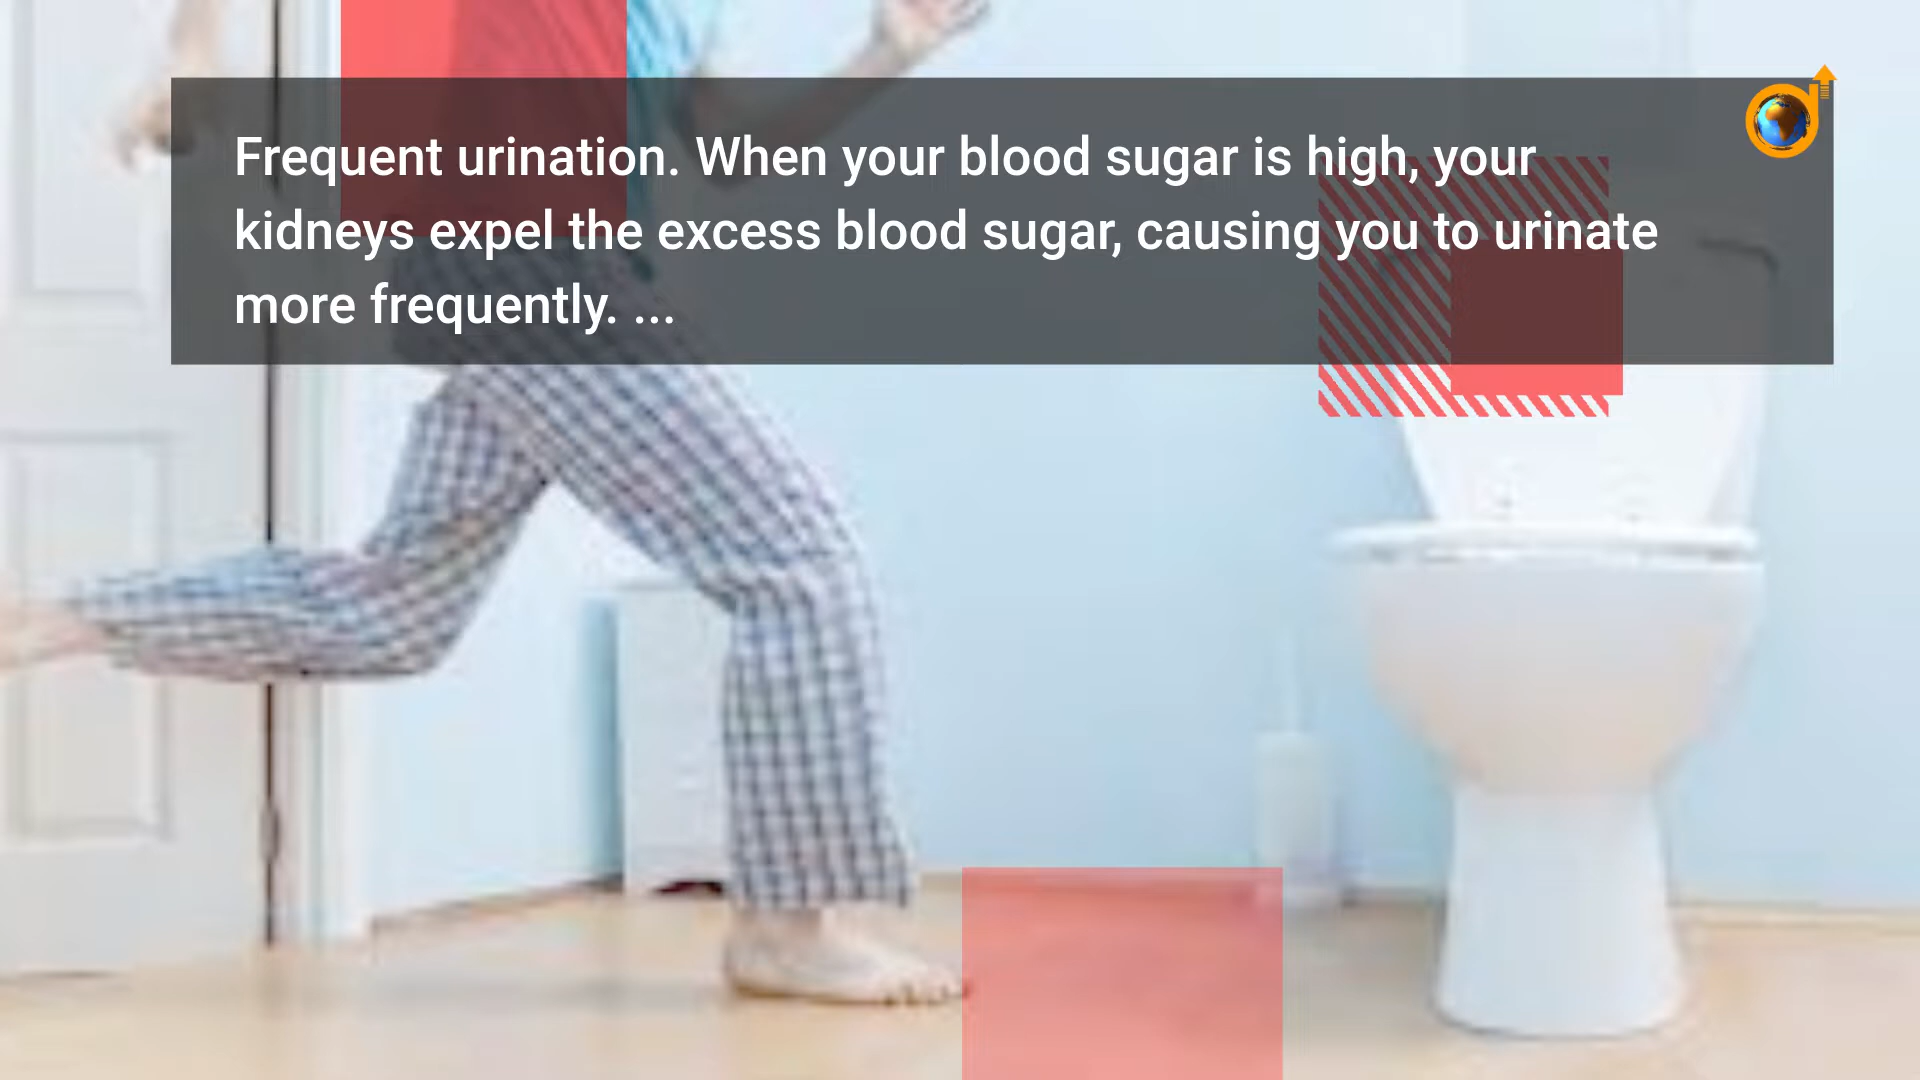 Frequent urination. When your blood sugar is high, your
kidneys expel the excess blood sugar, causing you to urinate
more frequently. ...